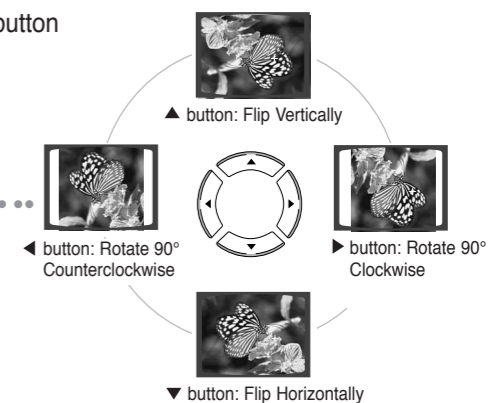 button
▲ button: Flip Vertically
◀ button: Rotate 90°
Counterclockwise
▶ button: Rotate 90°
Clockwise
▼ button: Flip Horizontally